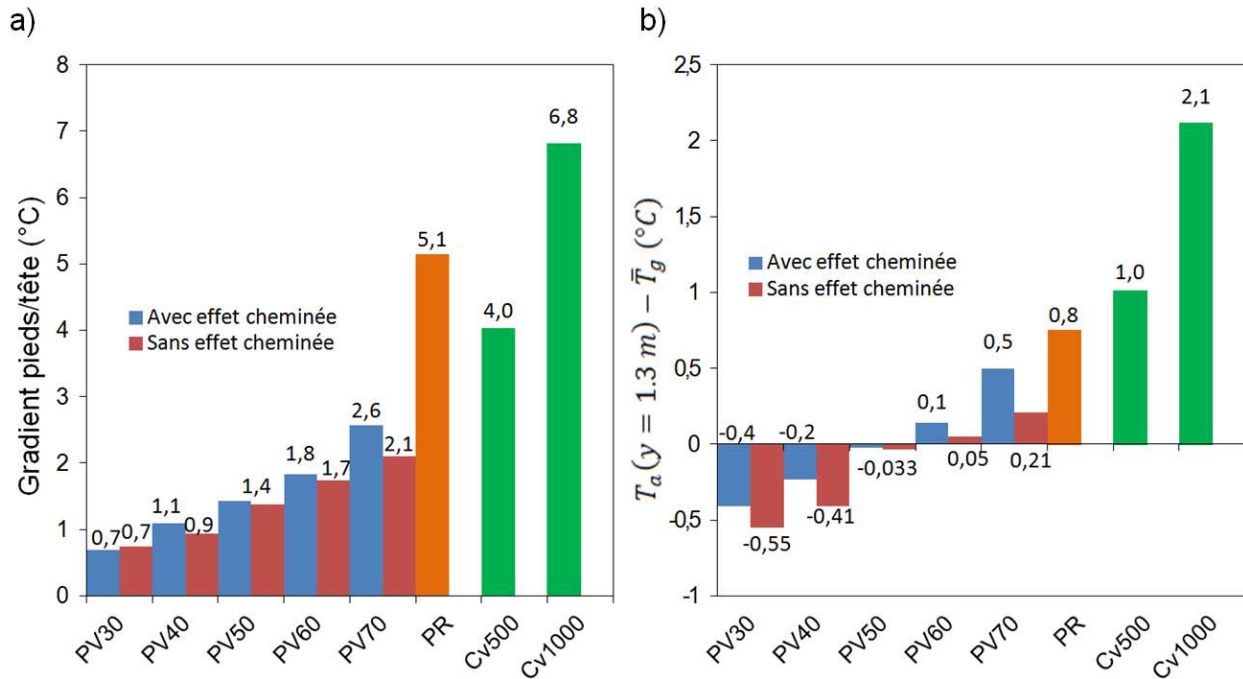 a)
Gradient pieds/tête (°C)
8
7
6
5
4
3
2
1
0
Avec effet cheminée
Sans effet cheminée
0,7
0,7
1,1
0,9
1,4
1,8
1,7
2,6
2,1
5,1
4,0
6,8
PV30
PV40
PV50
PV60
PV70
PR
Cv500
Cv1000
b)
T̿a(y = 1.3 m) − T̿g (°C)
2,5
2
1,5
1
0,5
0
-0,5
-1
Avec effet cheminée
Sans effet cheminée
-0,4
-0,55
-0,2
-0,41
-0,033
0,1
0,05
0,5
0,21
0,8
1,0
2,1
PV30
PV40
PV50
PV60
PV70
PR
Cv500
Cv1000